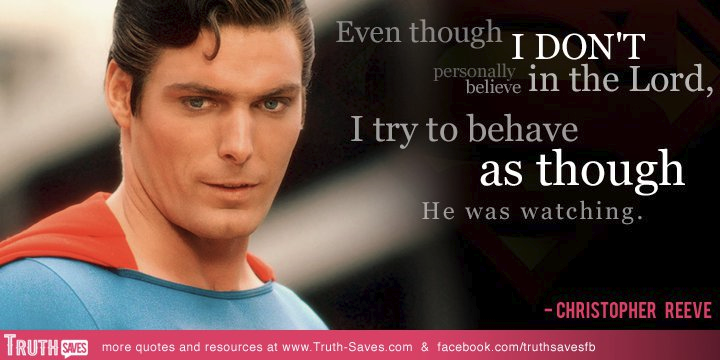 Even though I DON'T
personally believe in the Lord,
I try to behave
as though
He was watching.
- CHRISTOPHER REEVE
TRUTH SAVES more quotes and resources at www.Truth-Saves.com & facebook.com/truthsavesfb